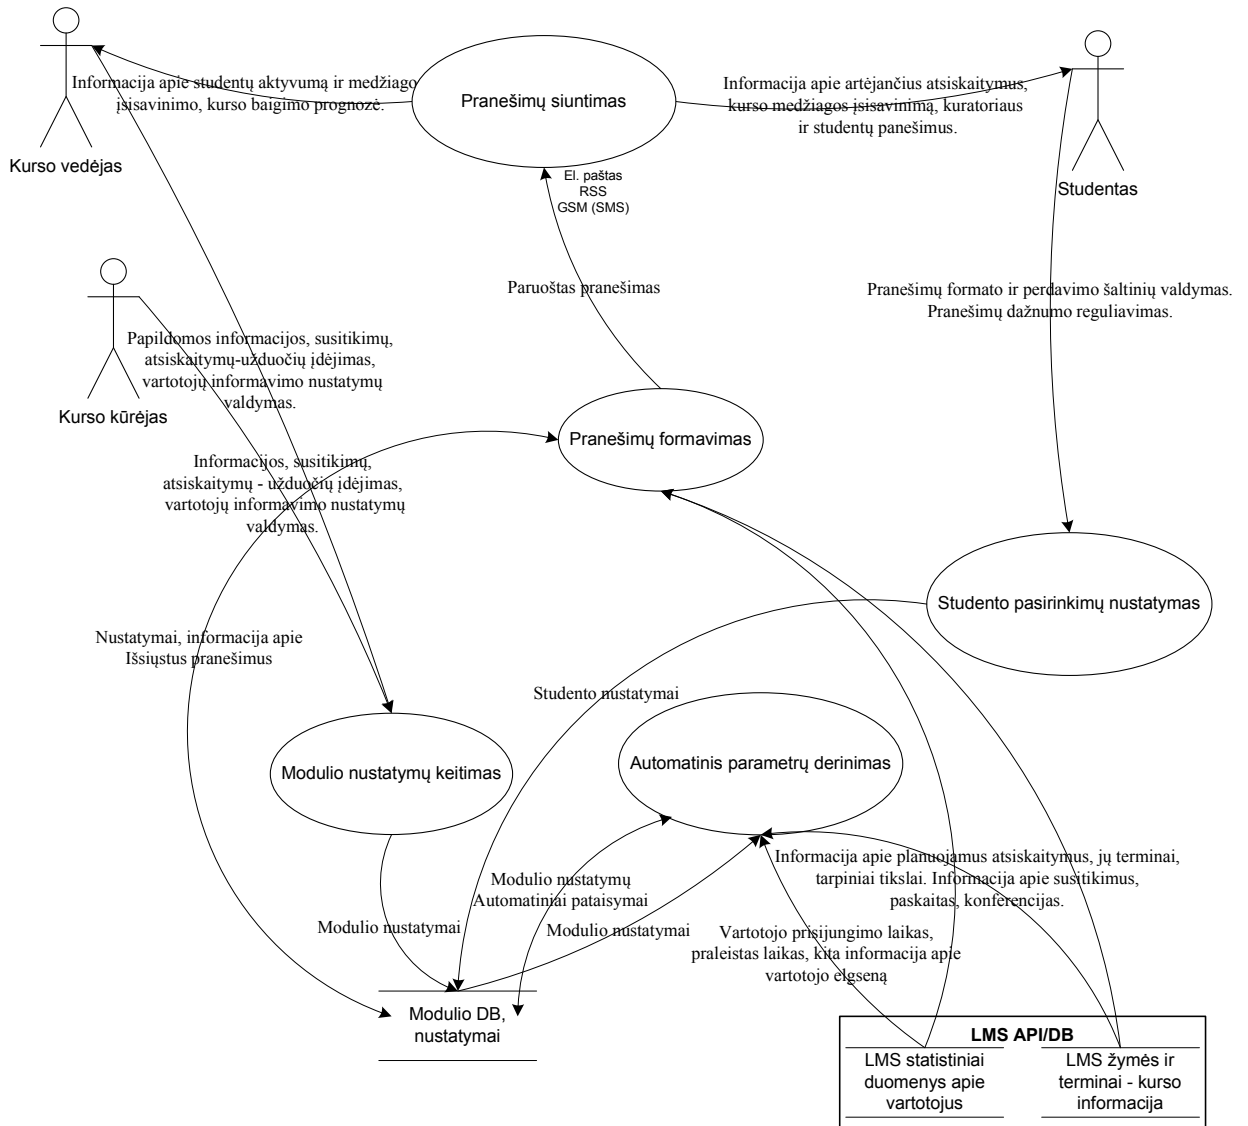 Informacija apie studentų aktyvumą ir medžiago
įsisavinimo, kurso baigimo prognozė.
Kurso vedėjas
Pranešimų siuntimas
El. paštas
RSS
GSM (SMS)
Informacija apie artėjančius atsiskaitymus,
kurso medžiagos įsisavinimą, kuratoriaus
ir studentų panešimus.
Studentas
Paruoštas pranešimas
Pranešimų formato ir perdavimo šaltinių valdymas.
Pranešimų dažnumo reguliavimas.
Papildomos informacijos, susitikimų,
atsiskaitymų-užduočių įdėjimas,
vartotojų informavimo nustatymų
valdymas.
Kurso kūrėjas
Pranešimų formavimas
Informacijos, susitikimų,
atsiskaitymų - užduočių įdėjimas,
vartotojų informavimo nustatymų
valdymas.
Studento pasirinkimų nustatymas
Nustatymai, informacija apie
Išsiųstus pranešimus
Studento nustatymai
Modulio nustatymų keitimas
Automatinis parametrų derinimas
Informacija apie planuojamus atsiskaitymus, jų terminai,
tarpiniai tikslai. Informacija apie susitikimus,
paskaitas, konferencijas.
Modulio nustatymų
Automatiniai pataisymai
Modulio nustatymai
Modulio nustatymai
Vartotojo prisijungimo laikas,
praleistas laikas, kita informacija apie
vartotojo elgseną
Modulio DB,
nustatymai
LMS API/DB
LMS statistiniai
duomenys apie
vartotojus
LMS žymės ir
terminai - kurso
informacija